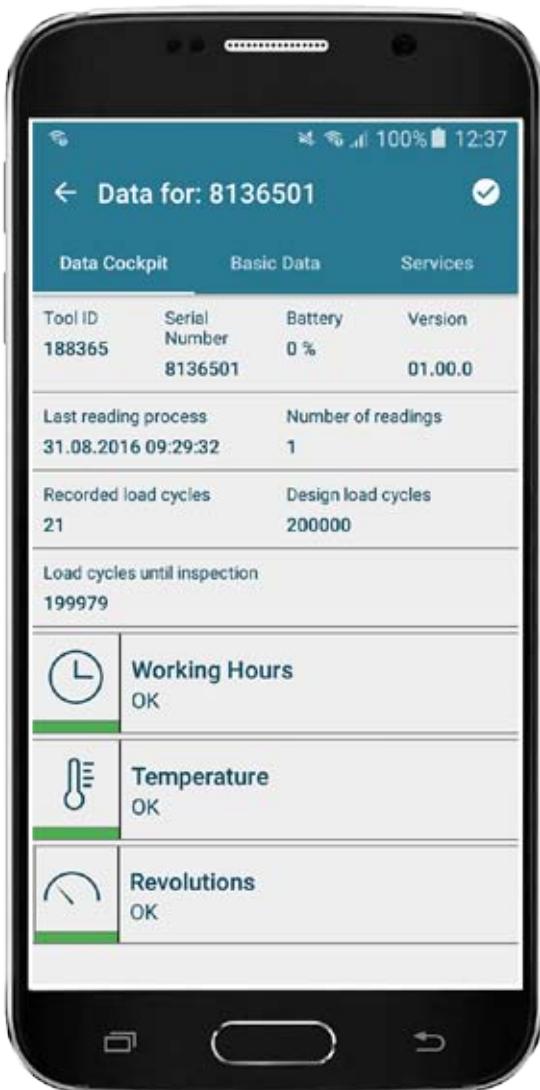 100% 12:37
Data for: 8136501
Data Cockpit Basic Data Services
Tool ID Serial Number Battery Version
188365 8136501 0 % 01.00.0
Last reading process Number of readings
31.08.2016 09:29:32 1
Recorded load cycles Design load cycles
21 200000
Load cycles until inspection
199979
Working Hours
OK
Temperature
OK
Revolutions
OK